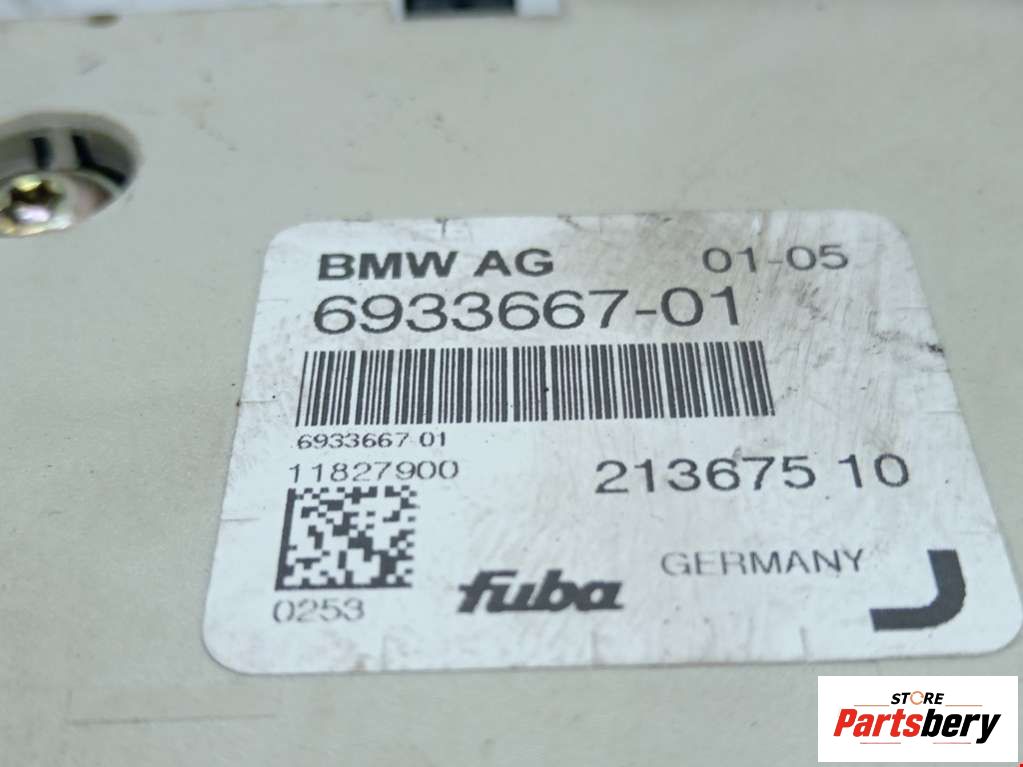 BMW AG 01-05
6933667-01
6933667-01
11827900 213675 10
GERMANY
fuba
0253
J
STORE
Partsbery